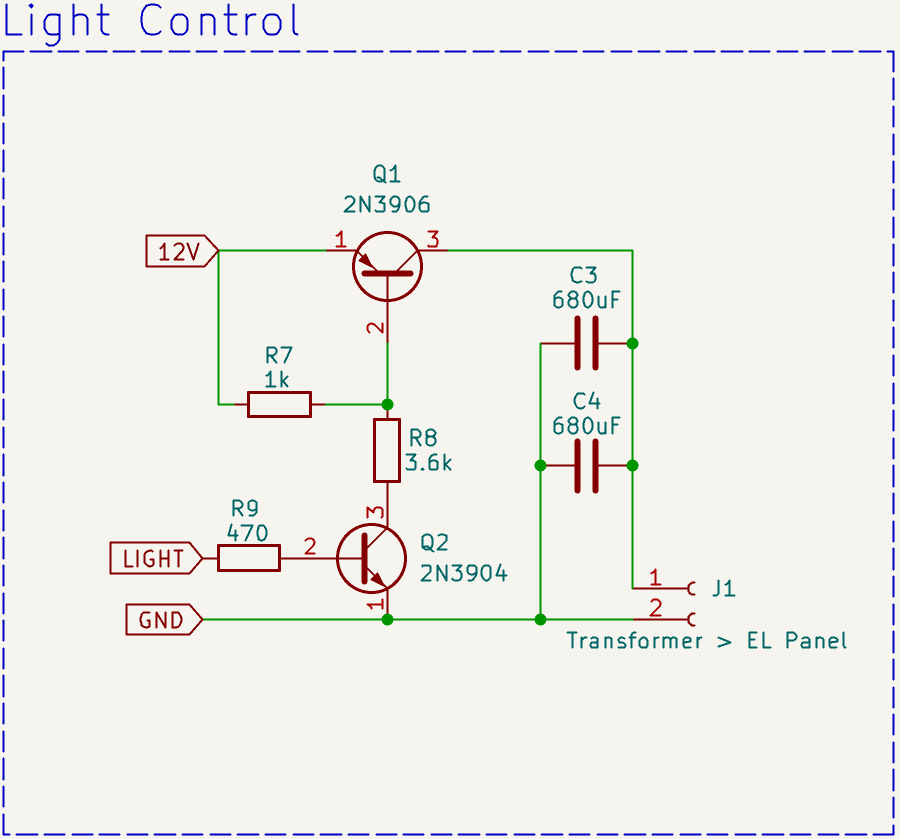 Light Control
Q1
2N3906
12V
1
3
2
C3
680uF
R7
1k
C4
680uF
R8
3.6k
R9
470
3
LIGHT
2
Q2
2N3904
1
GND
1
J1
2
Transformer > EL Panel